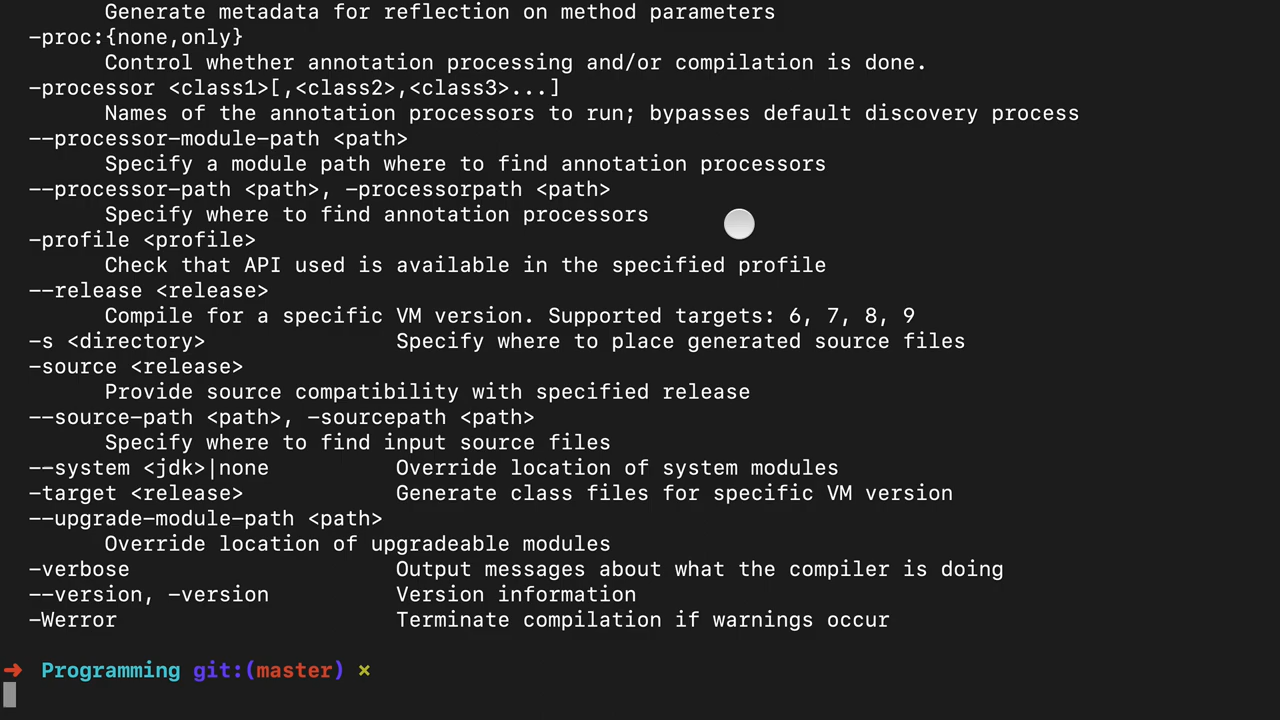 Generate metadata for reflection on method parameters
-proc:{none,only}
Control whether annotation processing and/or compilation is done.
-processor <class1>[,<class2>,<class3>...]
Names of the annotation processors to run; bypasses default discovery process
--processor-module-path <path>
Specify a module path where to find annotation processors
--processor-path <path>, -processorpath <path>
Specify where to find annotation processors
-profile <profile>
Check that API used is available in the specified profile
--release <release>
Compile for a specific VM version. Supported targets: 6, 7, 8, 9
-s <directory> Specify where to place generated source files
-source <release>
Provide source compatibility with specified release
--source-path <path>, -sourcepath <path>
Specify where to find input source files
--system <jdk>|none Override location of system modules
-target <release> Generate class files for specific VM version
--upgrade-module-path <path>
Override location of upgradeable modules
-verbose Output messages about what the compiler is doing
--version, -version Version information
-Werror Terminate compilation if warnings occur
➜ Programming git:(master) ×